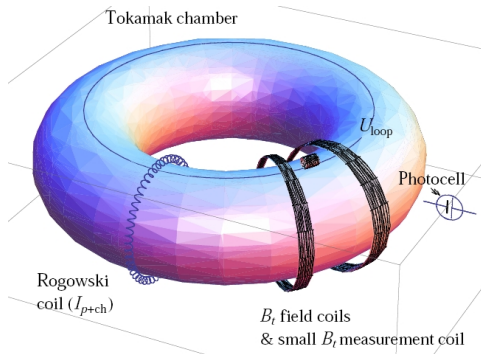 Tokamak chamber
U_loop
Photocell
Rogowski
coil (I_p+ch)
B_t field coils
& small B_t measurement coil